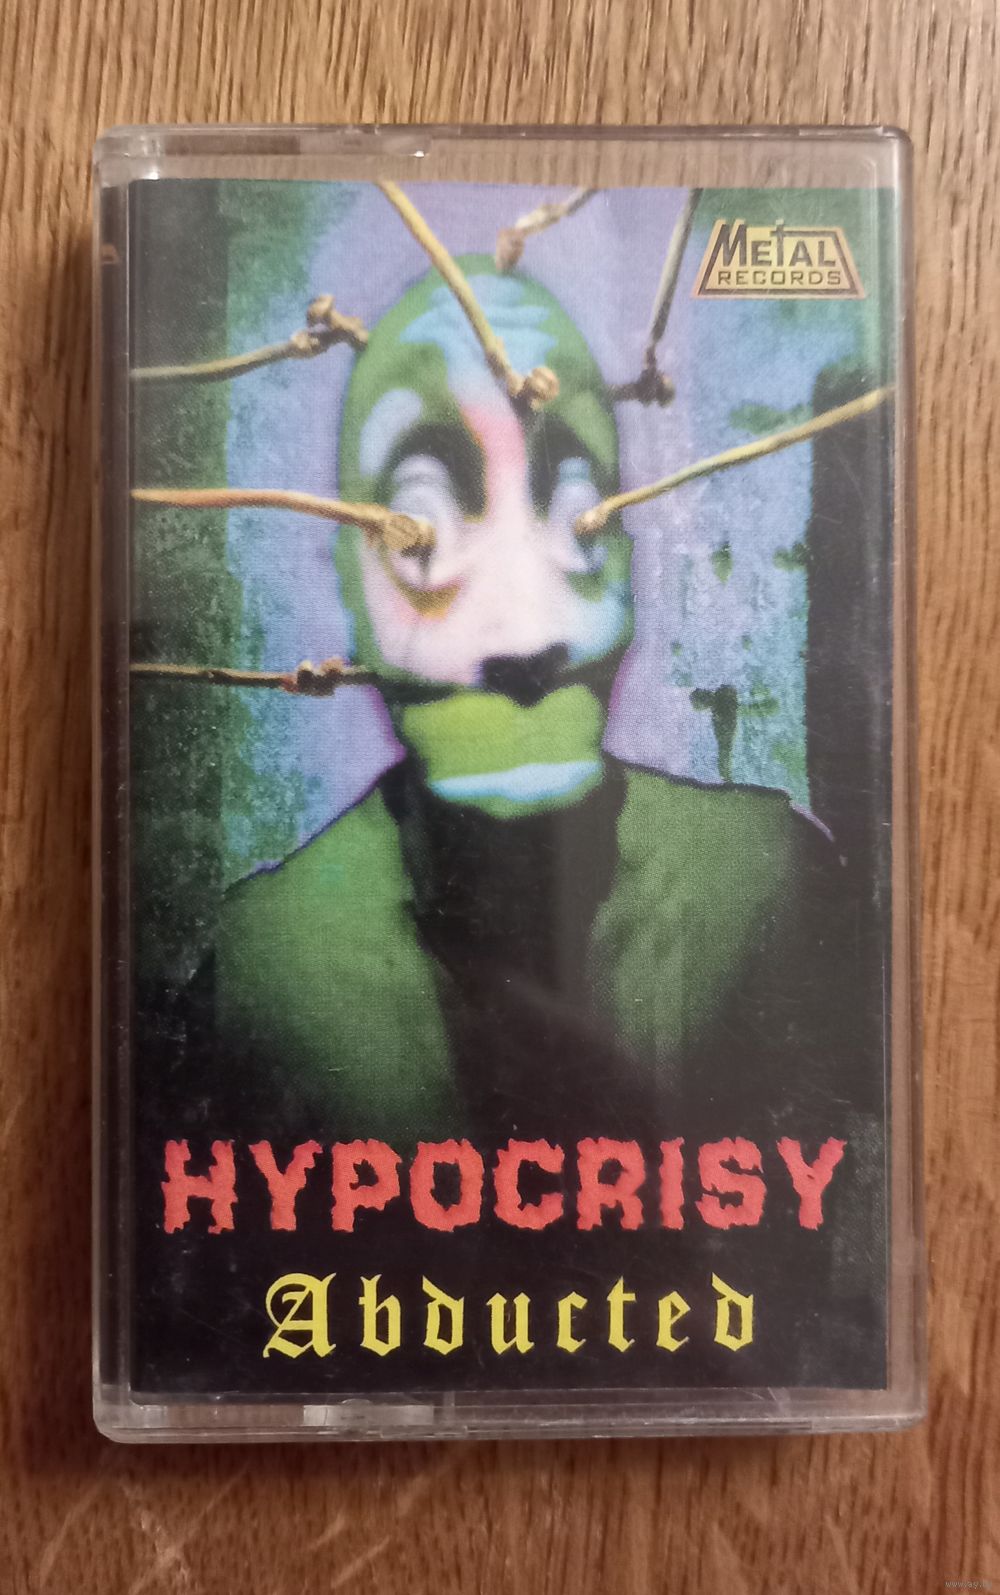 METAL
RECORDS
HYPOCRISY
Abducted